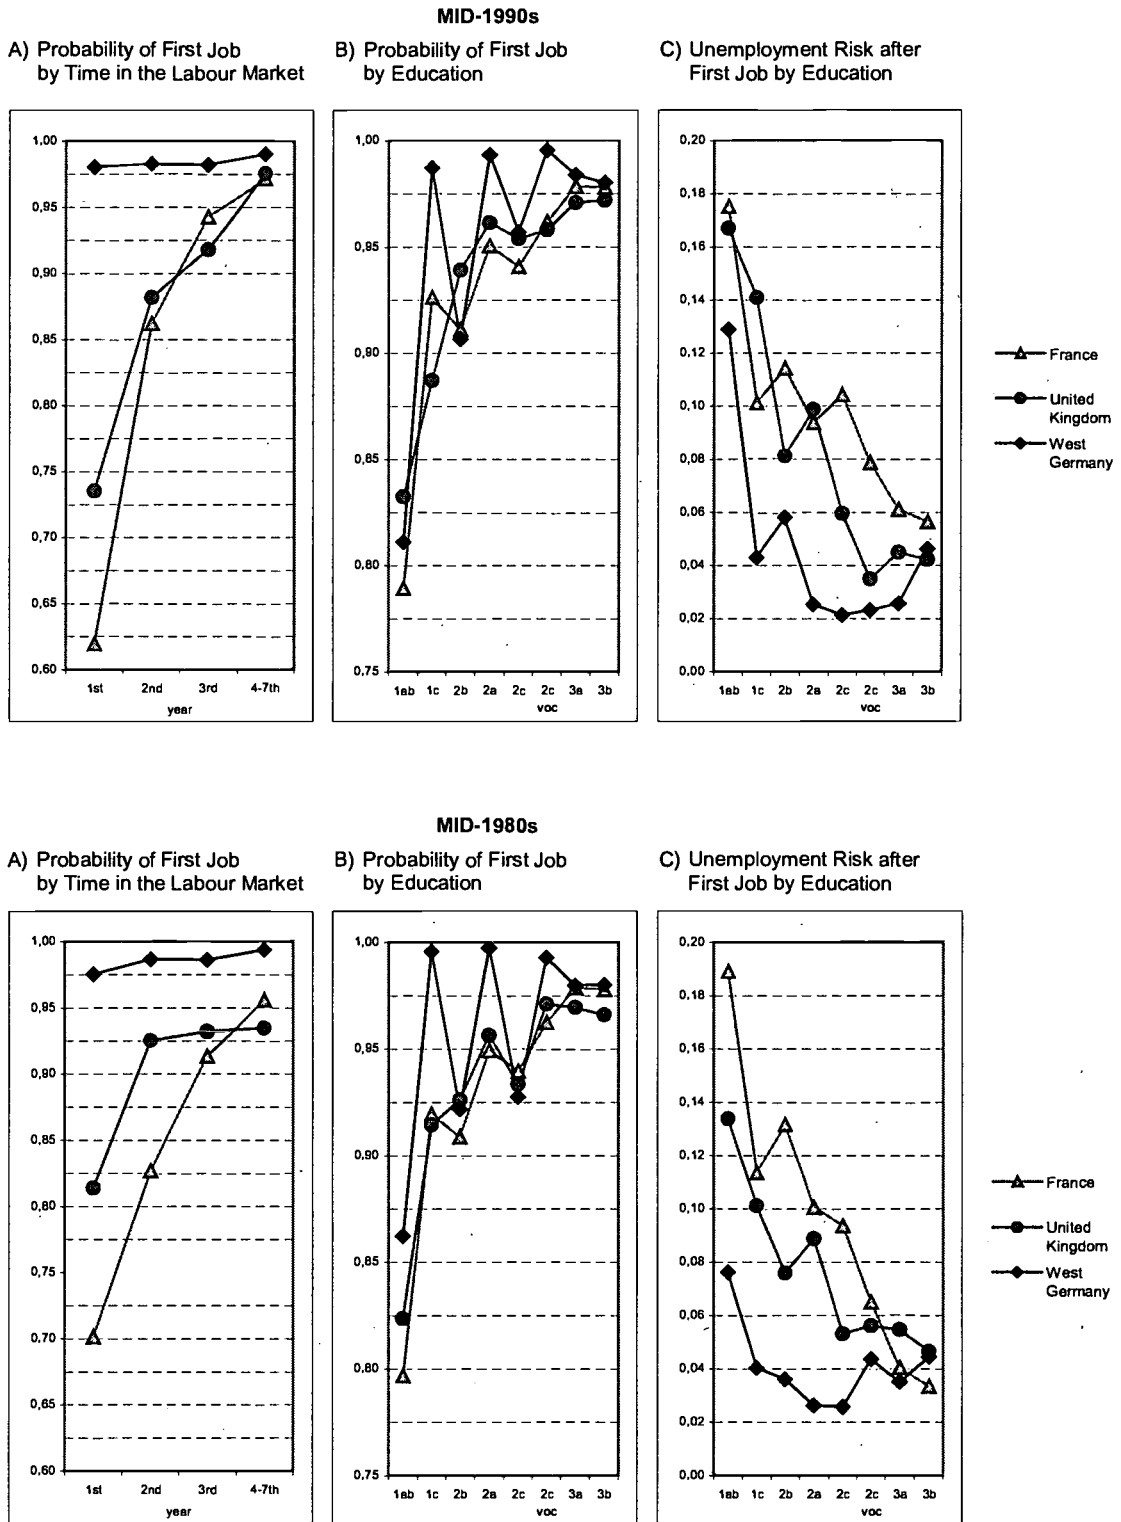 MID-1990s
A) Probability of First Job
by Time in the Labour Market
B) Probability of First Job
by Education
C) Unemployment Risk after
First Job by Education
1,00
0,95
0,90
0,85
0,80
0,75
0,70
0,65
0,60
1st 2nd 3rd 4-7th
year
1,00
0,95
0,90
0,85
0,80
0,75
1ab 1c 2b 2a 2c 2c 3a 3b
voc
0,20
0,18
0,16
0,14
0,12
0,10
0,08
0,06
0,04
0,02
0,00
1ab 1c 2b 2a 2c 2c 3a 3b
voc
France
United
Kingdom
West
Germany
MID-1980s
A) Probability of First Job
by Time in the Labour Market
B) Probability of First Job
by Education
C) Unemployment Risk after
First Job by Education
1,00
0,95
0,90
0,85
0,80
0,75
0,70
0,65
0,60
1st 2nd 3rd 4-7th
year
1,00
0,95
0,90
0,85
0,80
0,75
1ab 1c 2b 2a 2c 2c 3a 3b
voc
0,20
0,18
0,16
0,14
0,12
0,10
0,08
0,06
0,04
0,02
0,00
1ab 1c 2b 2a 2c 2c 3a 3b
voc
France
United
Kingdom
West
Germany